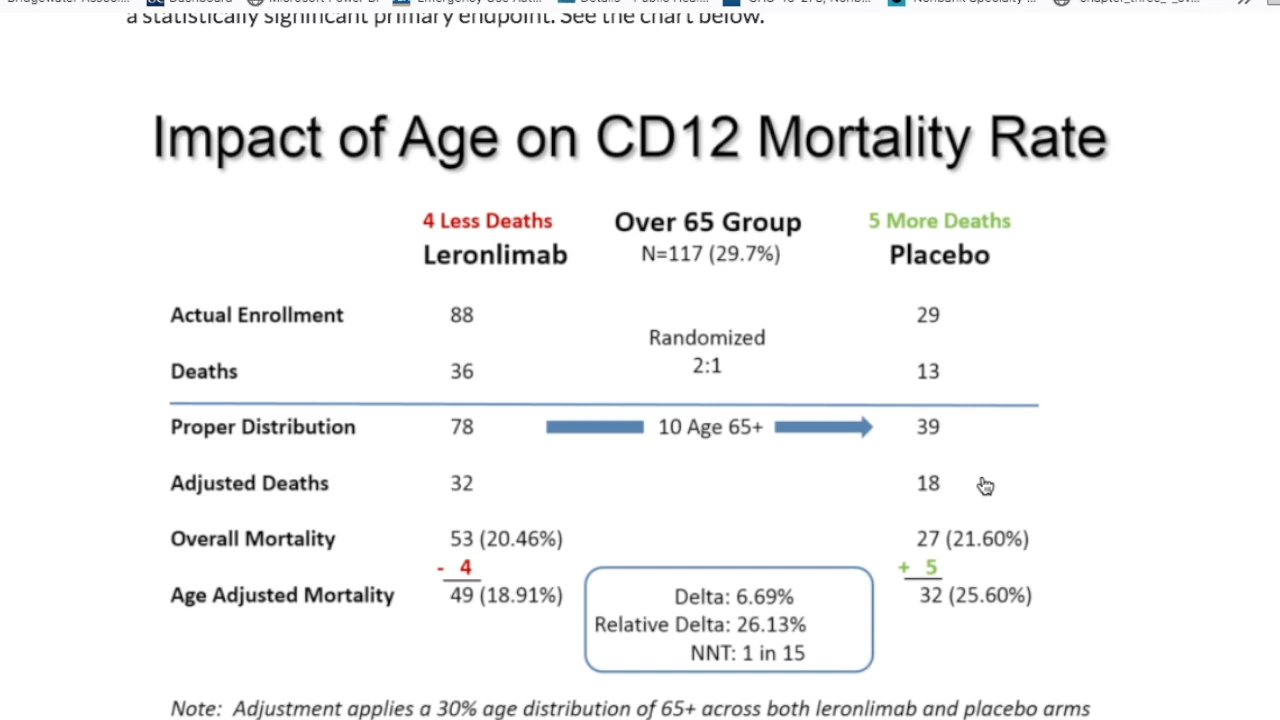 a statistically significant primary endpoint. See the chart below.
Impact of Age on CD12 Mortality Rate
4 Less Deaths Over 65 Group 5 More Deaths
Leronlimab N=117 (29.7%) Placebo
Actual Enrollment 88 29
Randomized
2:1
Deaths 36 13
Proper Distribution 78 10 Age 65+ 39
Adjusted Deaths 32 18
Overall Mortality 53 (20.46%) 27 (21.60%)
- 4 + 5
Age Adjusted Mortality 49 (18.91%) 32 (25.60%)
Delta: 6.69%
Relative Delta: 26.13%
NNT: 1 in 15
Note: Adjustment applies a 30% age distribution of 65+ across both leronlimab and placebo arms